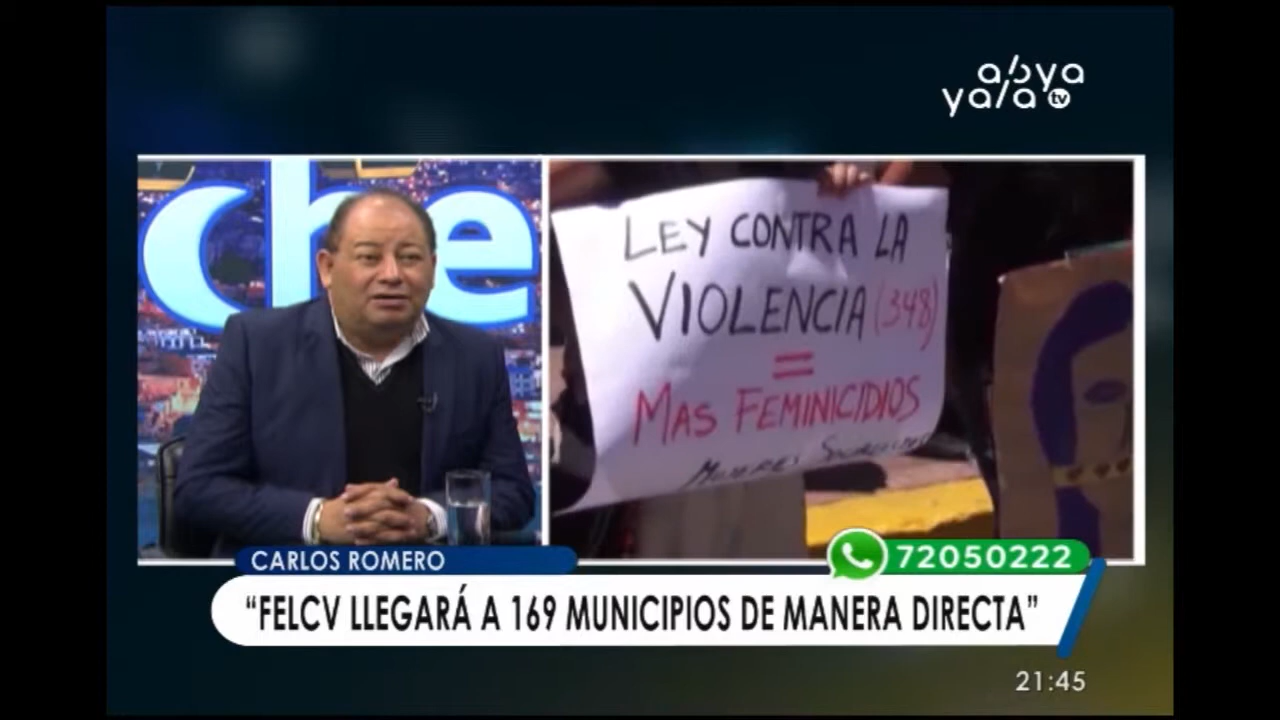 abya
yala tv
che
LEY CONTRA LA
VIOLENCIA (348)
=
MAS FEMINICIDIOS
MUJERES
CARLOS ROMERO
72050222
“FELCV LLEGARÁ A 169 MUNICIPIOS DE MANERA DIRECTA”
21:45